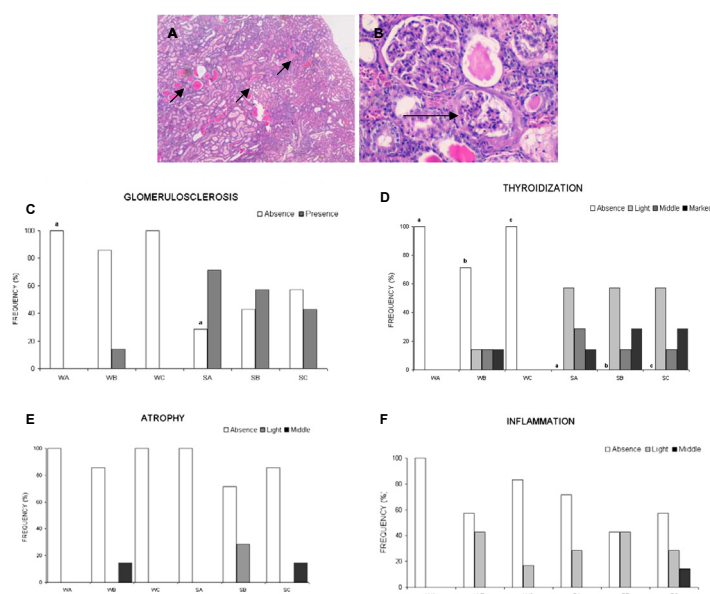 A
B
C
GLOMERULOSCLEROSIS
Absence Presence
a
a
FREQUENCY (%)
100
80
60
40
20
0
WA WB WC SA SB SC
D
THYROIDIZATION
Absence Light Middle Marked
a
b
c
a
b
c
FREQUENCY (%)
100
80
60
40
20
0
WA WB WC SA SB SC
E
ATROPHY
Absence Light Middle
FREQUENCY (%)
100
80
60
40
20
0
WA WB WC SA SB SC
F
INFLAMMATION
Absence Light Middle
FREQUENCY (%)
100
80
60
40
20
0